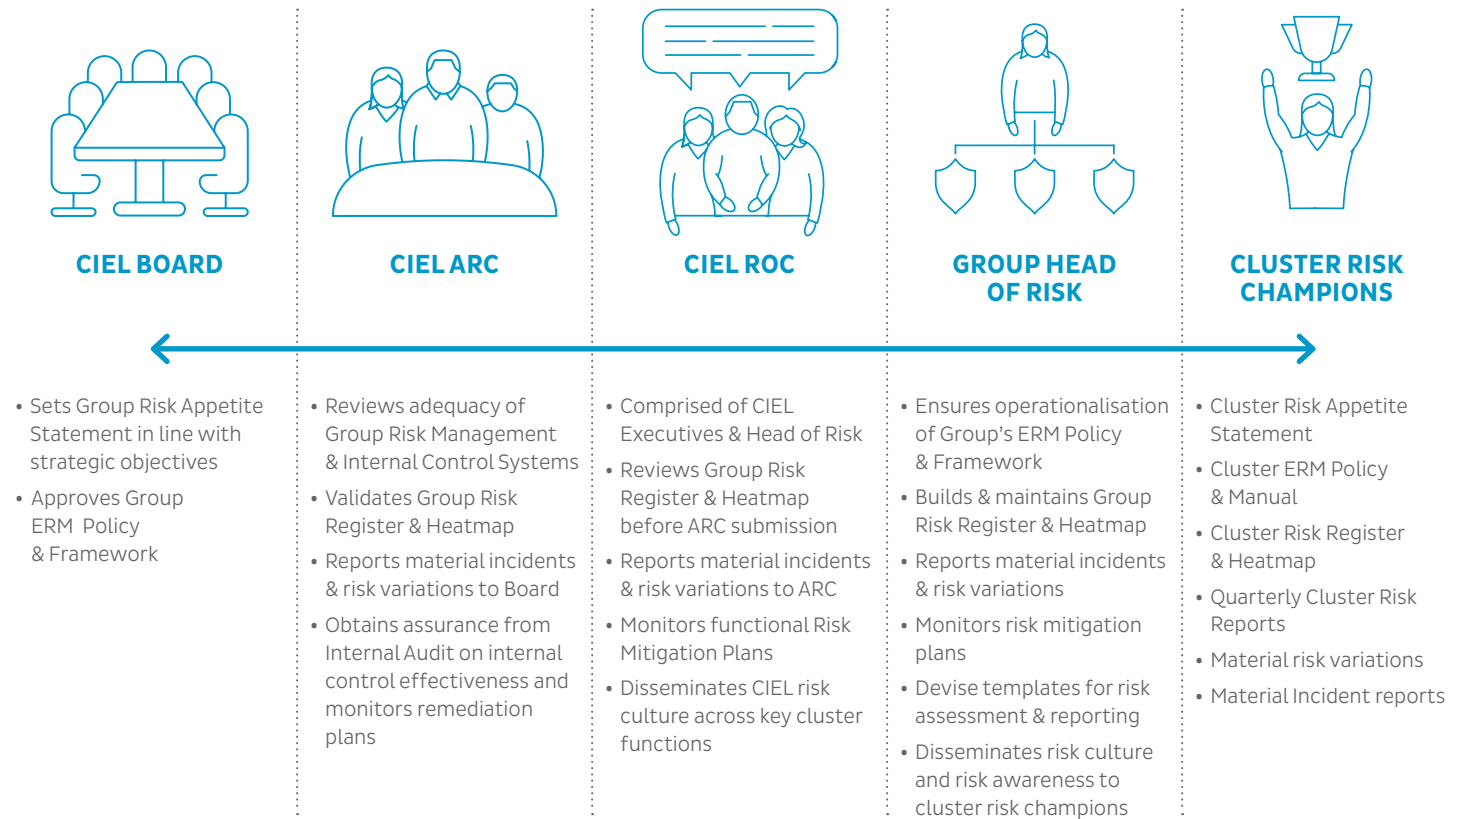 CIEL BOARD
• Sets Group Risk Appetite
Statement in line with
strategic objectives
• Approves Group
ERM Policy
& Framework
CIEL ARC
• Reviews adequacy of
Group Risk Management
& Internal Control Systems
• Validates Group Risk
Register & Heatmap
• Reports material incidents
& risk variations to Board
• Obtains assurance from
Internal Audit on internal
control effectiveness and
monitors remediation
plans
CIEL ROC
• Comprised of CIEL
Executives & Head of Risk
• Reviews Group Risk
Register & Heatmap
before ARC submission
• Reports material incidents
& risk variations to ARC
• Monitors functional Risk
Mitigation Plans
• Disseminates CIEL risk
culture across key cluster
functions
GROUP HEAD
OF RISK
• Ensures operationalisation
of Group’s ERM Policy
& Framework
• Builds & maintains Group
Risk Register & Heatmap
• Reports material incidents
& risk variations
• Monitors risk mitigation
plans
• Devise templates for risk
assessment & reporting
• Disseminates risk culture
and risk awareness to
cluster risk champions
CLUSTER RISK
CHAMPIONS
• Cluster Risk Appetite
Statement
• Cluster ERM Policy
& Manual
• Cluster Risk Register
& Heatmap
• Quarterly Cluster Risk
Reports
• Material risk variations
• Material Incident reports